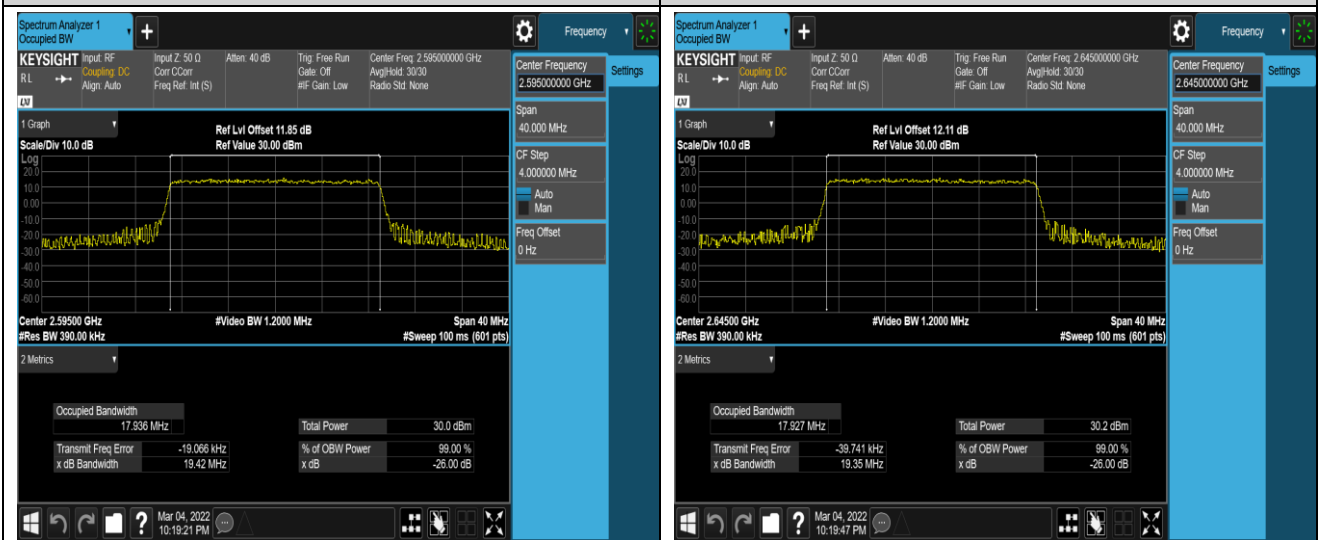 Spectrum Analyzer 1
Occupied BW
Frequency
KEYSIGHT
RL
LXI
Input: RF
Coupling: DC
Align: Auto
Input Z: 50 Ω
Corr CCorr
Freq Ref: Int (S)
Atten: 40 dB
Trig: Free Run
Gate: Off
#IF Gain: Low
Center Freq: 2.595000000 GHz
Avg|Hold: 30/30
Radio Std: None
Center Frequency
2.595000000 GHz
Settings
Span
40.000 MHz
CF Step
4.000000 MHz
Auto
Man
Freq Offset
0 Hz
1 Graph
Ref Lvl Offset 11.85 dB
Scale/Div 10.0 dB
Ref Value 30.00 dBm
Log
20.0
10.0
0.00
-10.0
-20.0
-30.0
-40.0
-50.0
-60.0
Center 2.59500 GHz
#Video BW 1.2000 MHz
Span 40 MHz
#Res BW 390.00 kHz
#Sweep 100 ms (601 pts)
2 Metrics
Occupied Bandwidth
17.936 MHz
Total Power 30.0 dBm
Transmit Freq Error -19.066 kHz
% of OBW Power 99.00 %
x dB Bandwidth 19.42 MHz
x dB -26.00 dB
?
Mar 04, 2022
10:19:21 PM
Spectrum Analyzer 1
Occupied BW
Frequency
KEYSIGHT
RL
LXI
Input: RF
Coupling: DC
Align: Auto
Input Z: 50 Ω
Corr CCorr
Freq Ref: Int (S)
Atten: 40 dB
Trig: Free Run
Gate: Off
#IF Gain: Low
Center Freq: 2.645000000 GHz
Avg|Hold: 30/30
Radio Std: None
Center Frequency
2.645000000 GHz
Settings
Span
40.000 MHz
CF Step
4.000000 MHz
Auto
Man
Freq Offset
0 Hz
1 Graph
Ref Lvl Offset 12.11 dB
Scale/Div 10.0 dB
Ref Value 30.00 dBm
Log
20.0
10.0
0.00
-10.0
-20.0
-30.0
-40.0
-50.0
-60.0
Center 2.64500 GHz
#Video BW 1.2000 MHz
Span 40 MHz
#Res BW 390.00 kHz
#Sweep 100 ms (601 pts)
2 Metrics
Occupied Bandwidth
17.927 MHz
Total Power 30.2 dBm
Transmit Freq Error -39.741 kHz
% of OBW Power 99.00 %
x dB Bandwidth 19.35 MHz
x dB -26.00 dB
?
Mar 04, 2022
10:19:47 PM